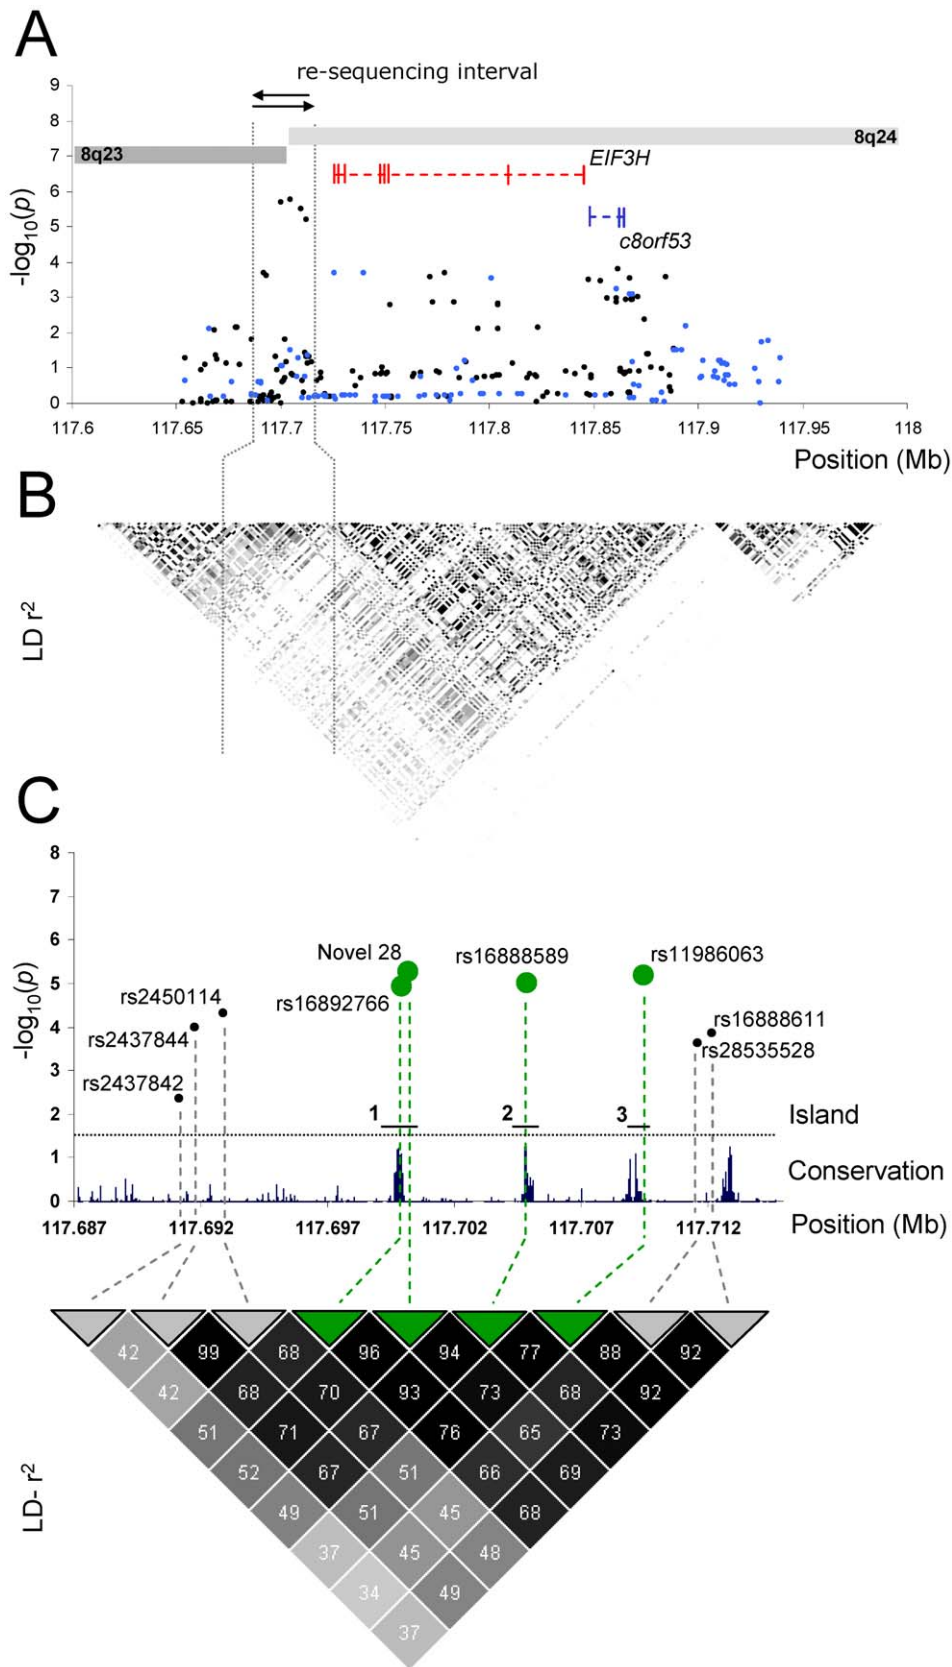 A
re-sequencing interval
9
8
8q24
7
8q23
EIF3H
6
5
c8orf53
4
3
2
1
0
-log10(p)
117.6 117.65 117.7 117.75 117.8 117.85 117.9 117.95 118
Position (Mb)
B
LD r2
C
8
7
6
5
4
3
2
1
0
-log10(p)
Novel 28
rs16888589
rs11986063
rs2450114
rs16892766
rs2437844
rs16888611
rs28535528
rs2437842
1 2 3
Island
Conservation
117.687 117.692 117.697 117.702 117.707 117.712
Position (Mb)
42 99 68 96 94 77 88 92
42 68 70 93 73 68 92
51 71 67 76 65 73
52 67 51 66 69
49 51 45 68
37 45 48
34 49
37
LD- r2